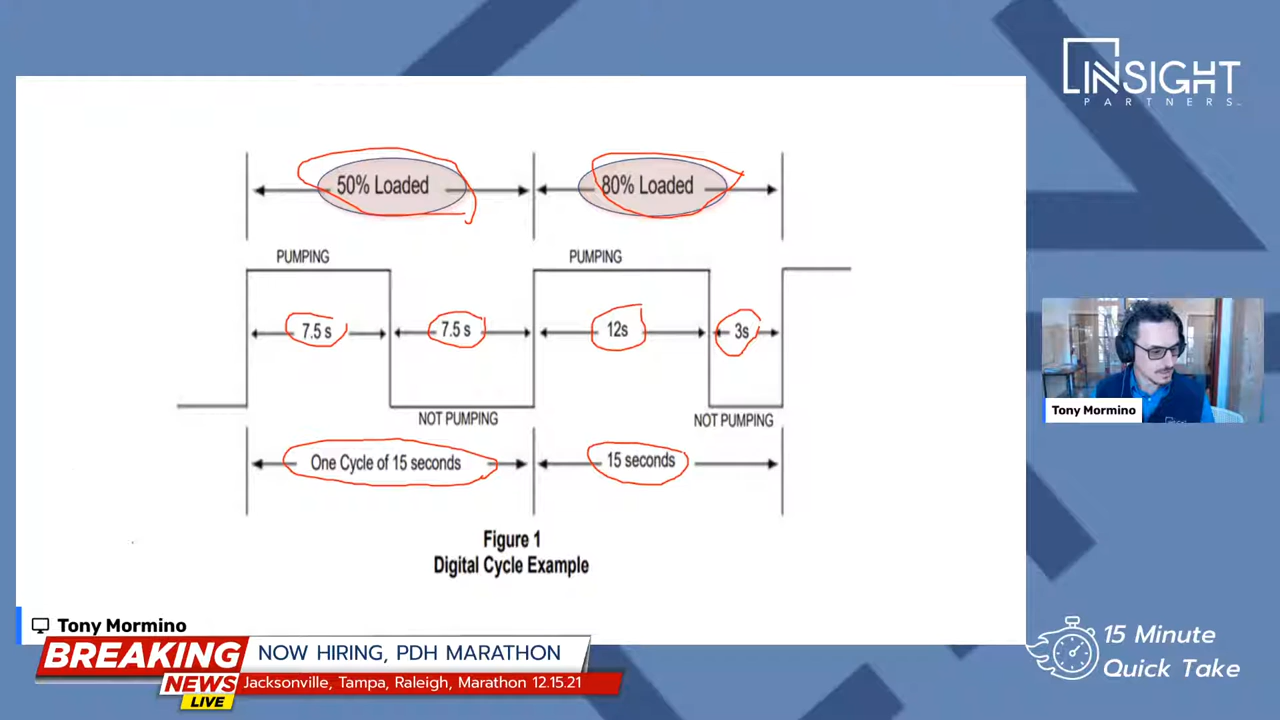 INSIGHT
PARTNERS
50% Loaded
80% Loaded
PUMPING
PUMPING
7.5 s
7.5 s
12s
3s
NOT PUMPING
NOT PUMPING
One Cycle of 15 seconds
15 seconds
Figure 1
Digital Cycle Example
Tony Mormino
Tony Mormino
BREAKING
NEWS
LIVE
NOW HIRING, PDH MARATHON
Jacksonville, Tampa, Raleigh, Marathon 12.15.21
15 Minute
Quick Take